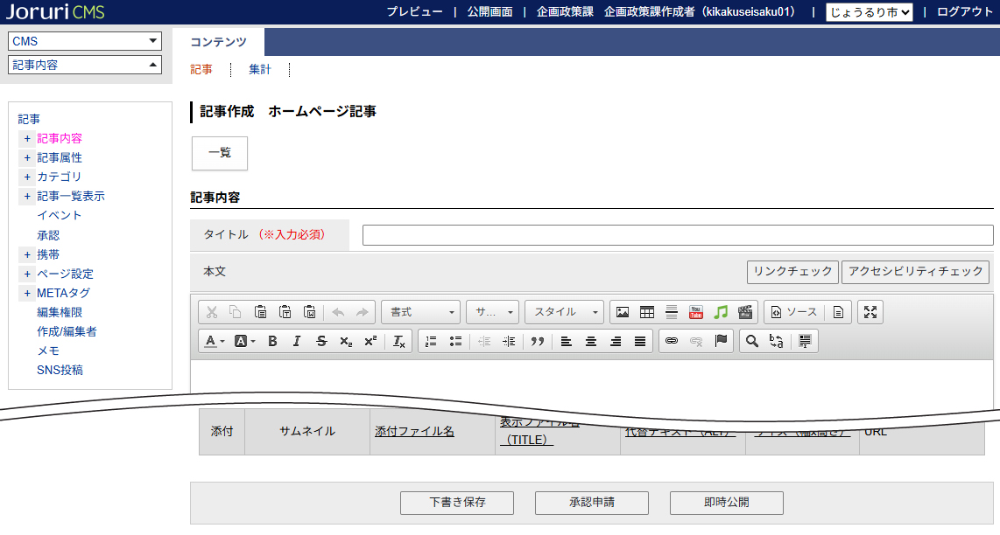 Joruri CMS プレビュー | 公開画面 | 企画政策課 企画政策課作成者（kikakuseisaku01） | じょうるり市 | ログアウト
CMS
コンテンツ
記事内容
記事 集計
記事作成　ホームページ記事
記事
+ 記事内容
+ 記事属性
+ カテゴリ
+ 記事一覧表示
イベント
承認
+ 携帯
+ ページ設定
+ METAタグ
編集権限
作成/編集者
メモ
SNS投稿
一覧
記事内容
タイトル （※入力必須）
本文 リンクチェック アクセシビリティチェック
書式 サ... スタイル You Tube ソース
添付 サムネイル 添付ファイル名 表示ファイル名
（TITLE） 代替テキスト（ALT） サイズ（幅x高さ） URL
下書き保存 承認申請 即時公開